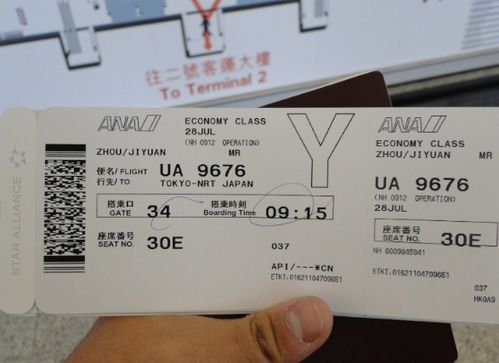 往二號客運大樓
To Terminal 2
STAR ALLIANCE
ANA
ECONOMY CLASS
28JUL
(NH 0912 OPERATION)
ZHOU/JIYUAN MR
Y
便名/FLIGHT UA 9676
行先/TO TOKYO-NRT JAPAN
搭乗口 GATE 34
搭乗時刻 Boarding Time 09:15
座席番号 SEAT NO. 30E
037
API/---*CN
ETKT:01621104709651
ANA
ECONOMY CLASS
ZHOU/JIYUAN MR
UA 9676
(NH 0912 OPERATION)
28JUL
座席番号 SEAT NO. 30E
NH 6009845941
ETKT:01621104709651
037
HKGA9